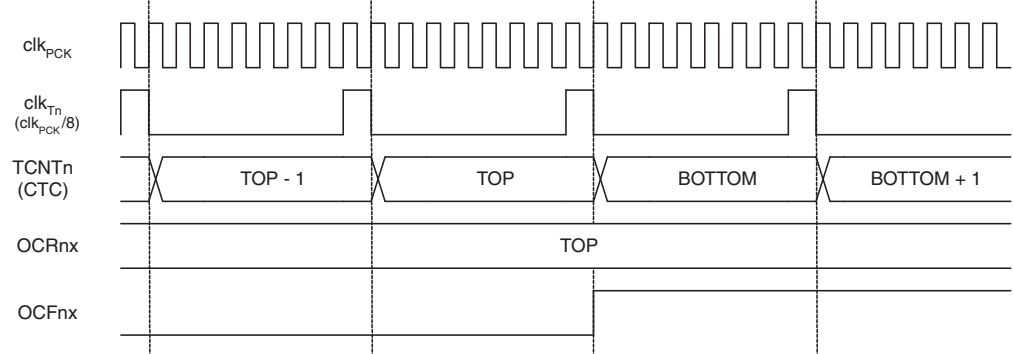 clkPCK
clkTn
(clkPCK/8)
TCNTn
(CTC)
TOP - 1
TOP
BOTTOM
BOTTOM + 1
OCRnx
TOP
OCFnx